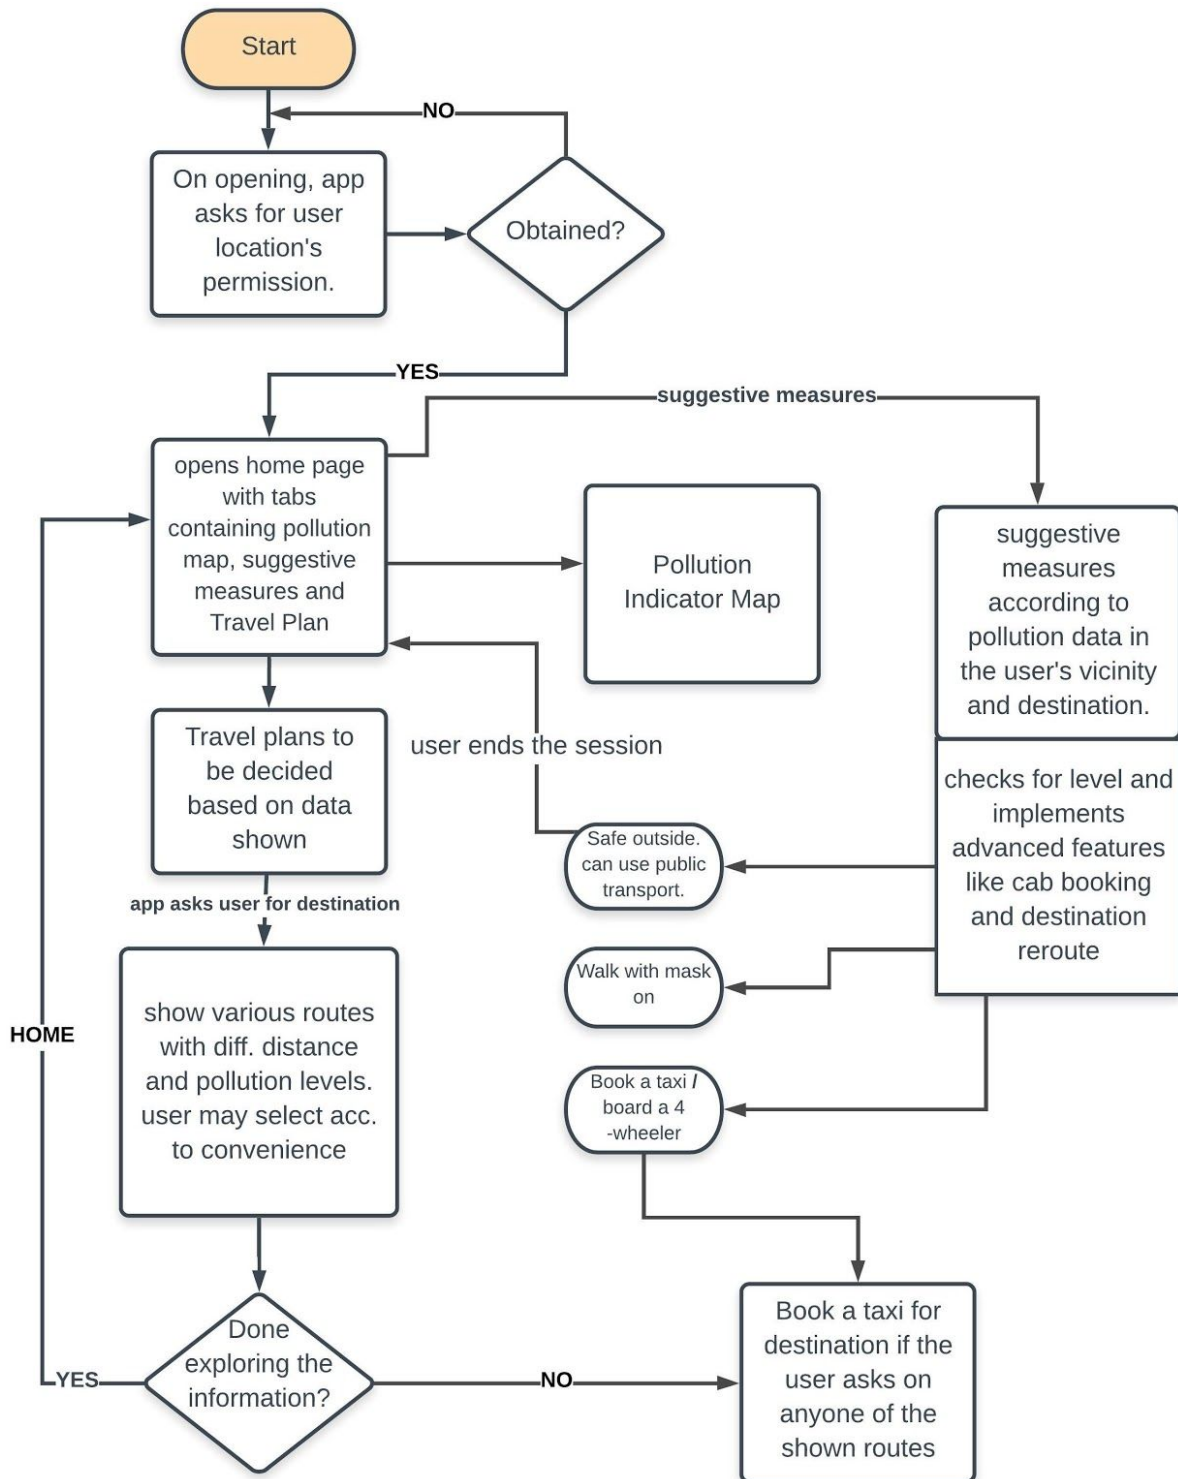 Start
NO
On opening, app
asks for user
location's
permission.
Obtained?
YES
suggestive measures
opens home page
with tabs
containing pollution
map, suggestive
measures and
Travel Plan
Pollution
Indicator Map
suggestive
measures
according to
pollution data in
the user's vicinity
and destination.
Travel plans to
be decided
based on data
shown
user ends the session
checks for level and
implements
advanced features
like cab booking
and destination
reroute
Safe outside.
can use public
transport.
app asks user for destination
Walk with mask
on
show various routes
with diff. distance
and pollution levels.
user may select acc.
to convenience
HOME
Book a taxi /
board a 4
-wheeler
Done
exploring the
information?
YES
NO
Book a taxi for
destination if the
user asks on
anyone of the
shown routes